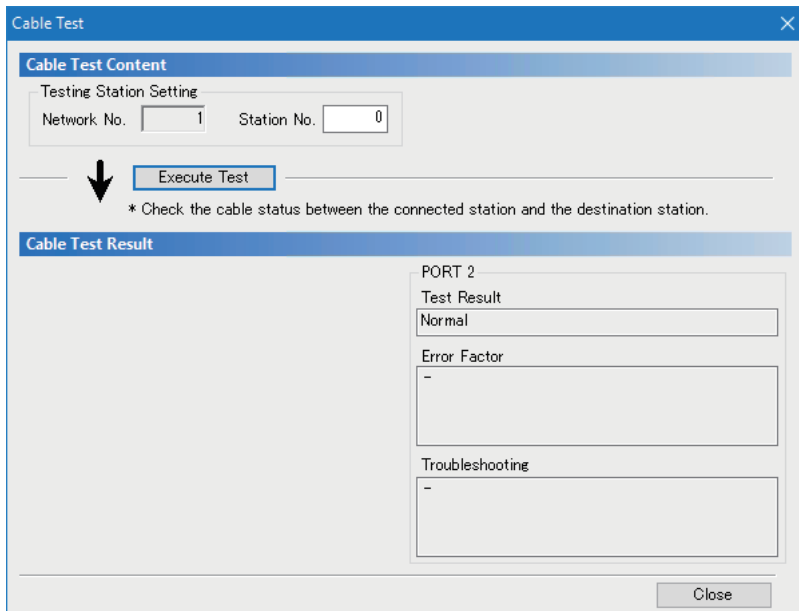 Cable Test
Cable Test Content
Testing Station Setting
Network No. 1 Station No. 0
Execute Test
* Check the cable status between the connected station and the destination station.
Cable Test Result
PORT 2
Test Result
Normal
Error Factor
-
Troubleshooting
-
Close